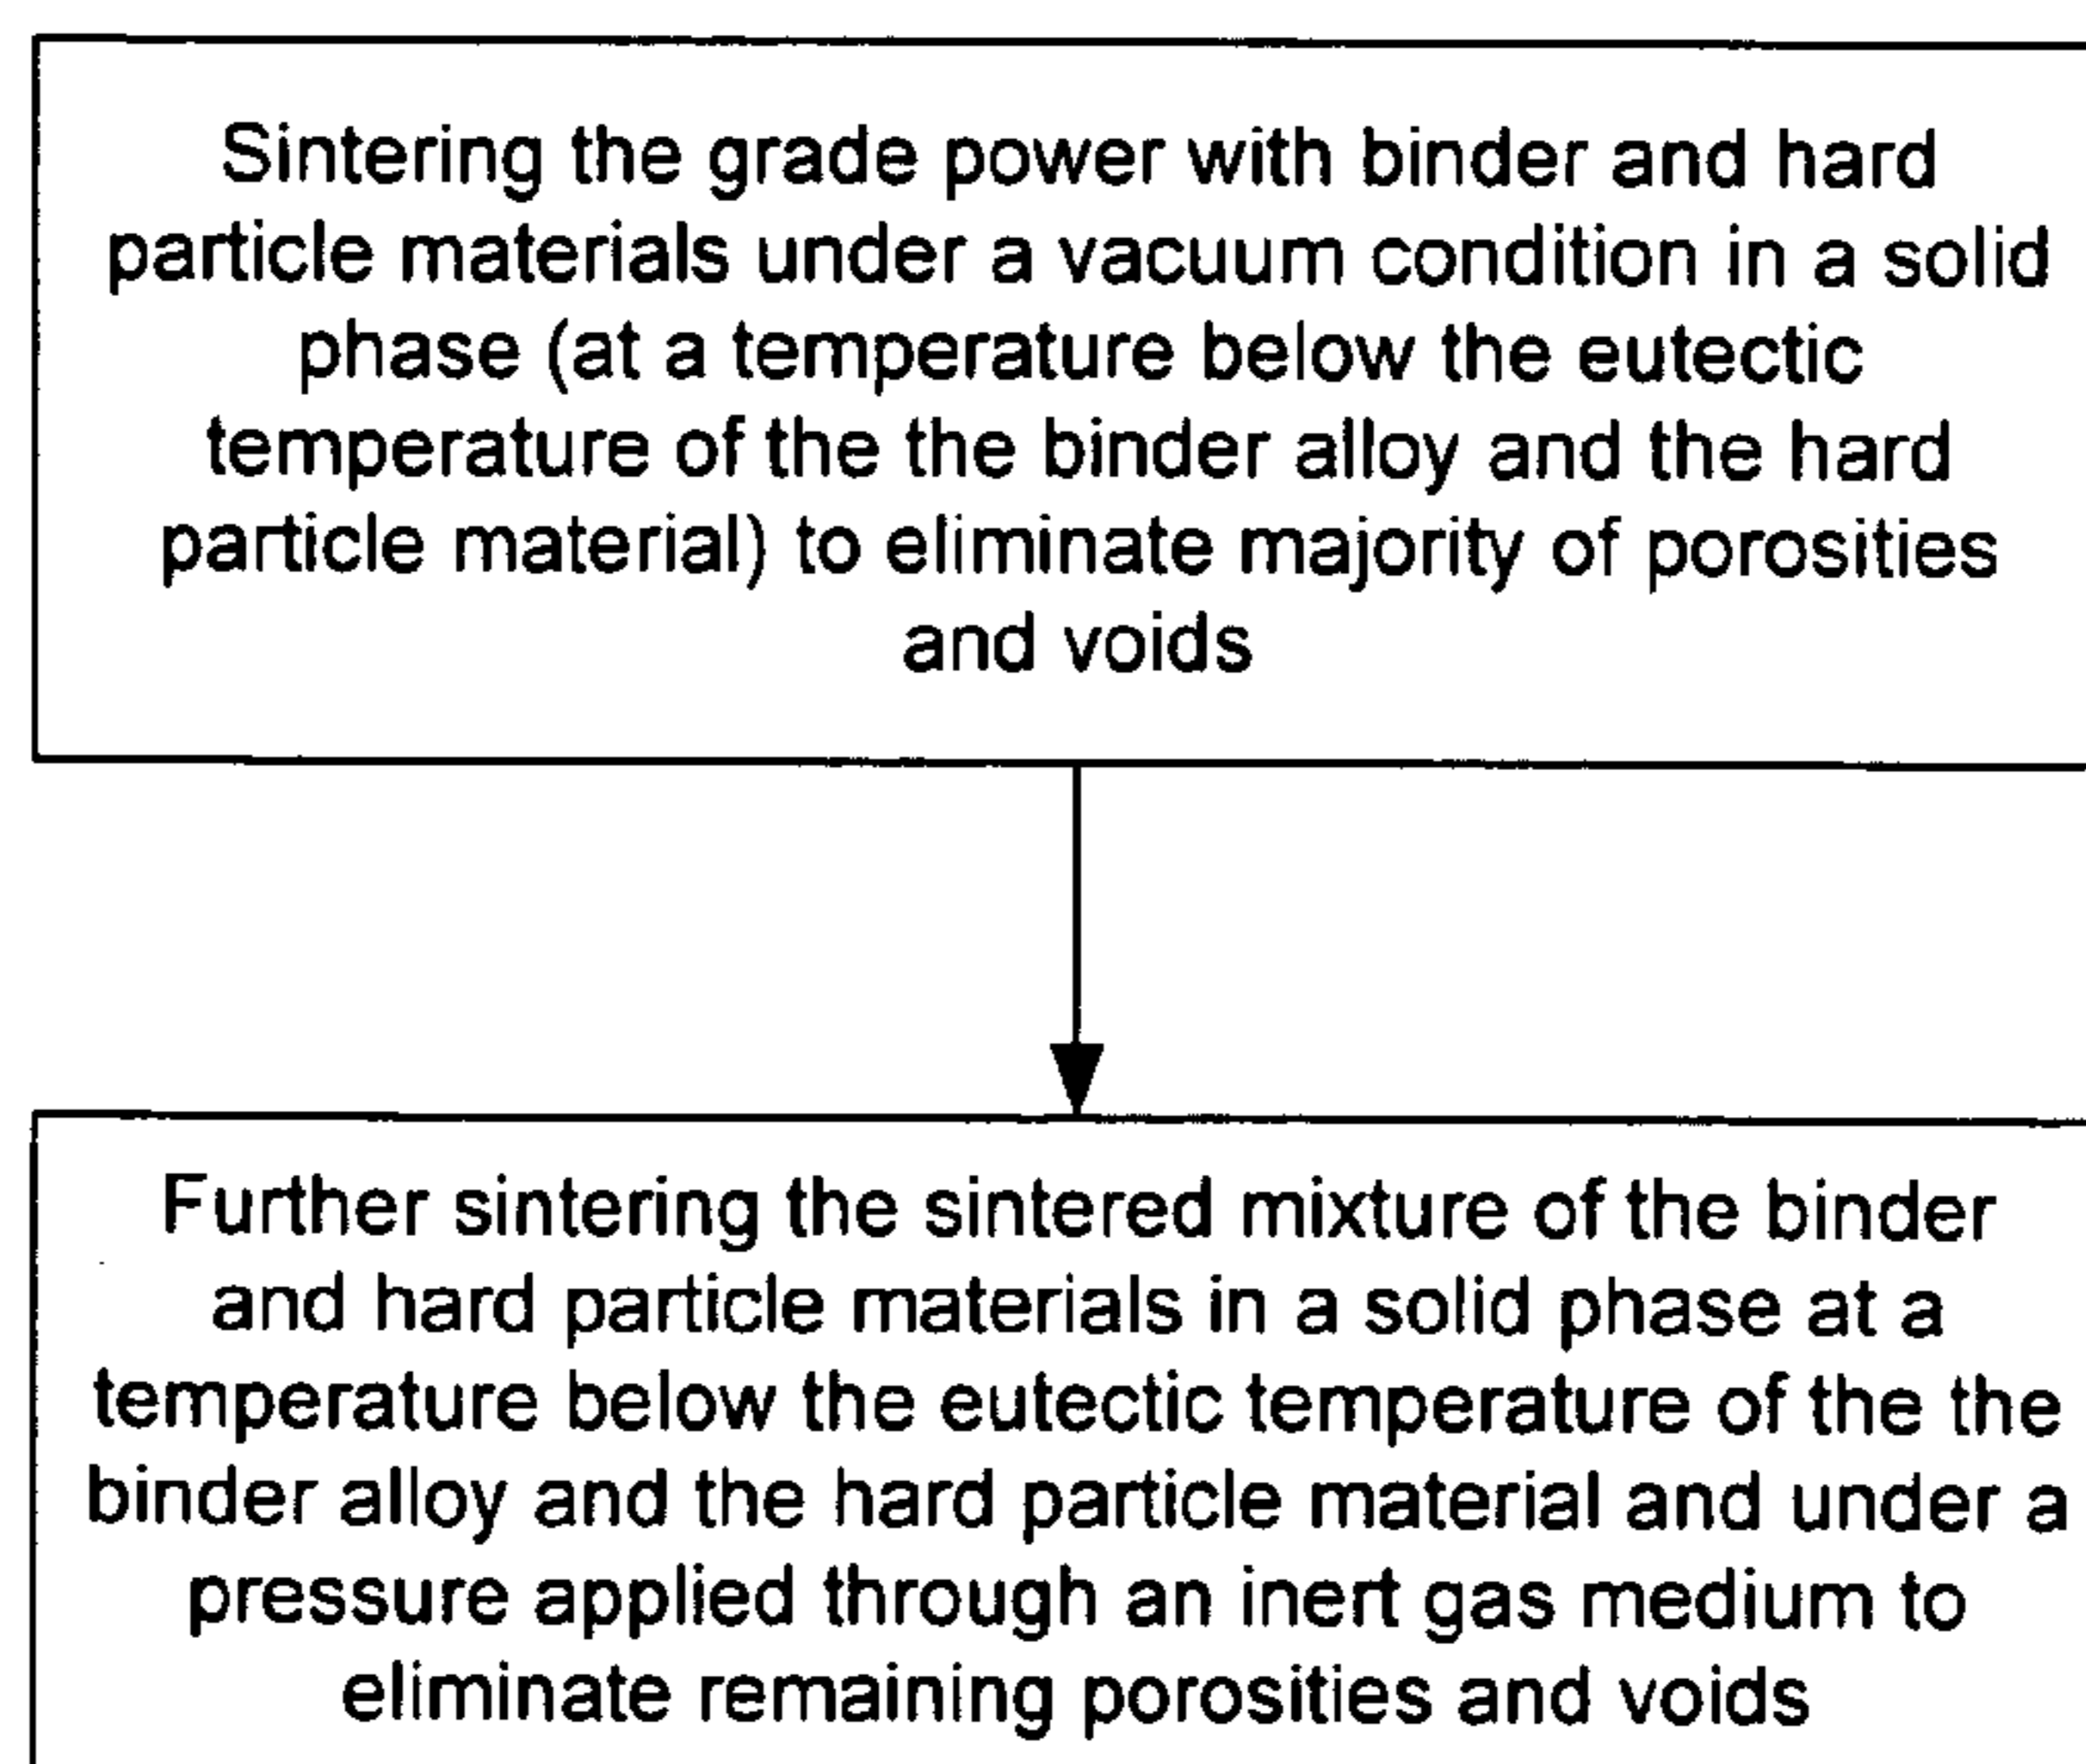 Sintering the grade power with binder and hard
particle materials under a vacuum condition in a solid
phase (at a temperature below the eutectic
temperature of the the binder alloy and the hard
particle material) to eliminate majority of porosities
and voids
Further sintering the sintered mixture of the binder
and hard particle materials in a solid phase at a
temperature below the eutectic temperature of the the
binder alloy and the hard particle material and under a
pressure applied through an inert gas medium to
eliminate remaining porosities and voids